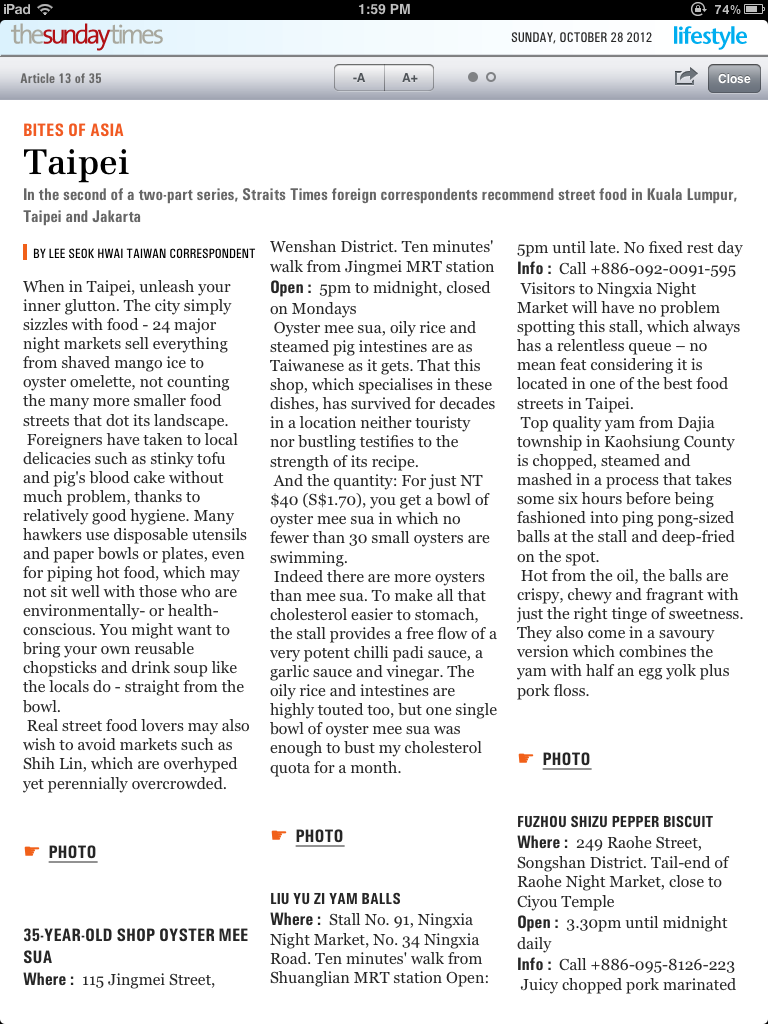 iPad
1:59 PM
74%
thesundaytimes
SUNDAY, OCTOBER 28 2012
lifestyle
Article 13 of 35
-A
A+
Close
BITES OF ASIA
Taipei
In the second of a two-part series, Straits Times foreign correspondents recommend street food in Kuala Lumpur,
Taipei and Jakarta
BY LEE SEOK HWAI TAIWAN CORRESPONDENT
When in Taipei, unleash your
inner glutton. The city simply
sizzles with food - 24 major
night markets sell everything
from shaved mango ice to
oyster omelette, not counting
the many more smaller food
streets that dot its landscape.
Foreigners have taken to local
delicacies such as stinky tofu
and pig's blood cake without
much problem, thanks to
relatively good hygiene. Many
hawkers use disposable utensils
and paper bowls or plates, even
for piping hot food, which may
not sit well with those who are
environmentally- or health-
conscious. You might want to
bring your own reusable
chopsticks and drink soup like
the locals do - straight from the
bowl.
Real street food lovers may also
wish to avoid markets such as
Shih Lin, which are overhyped
yet perennially overcrowded.
☛ PHOTO
35-YEAR-OLD SHOP OYSTER MEE
SUA
Where : 115 Jingmei Street,
Wenshan District. Ten minutes'
walk from Jingmei MRT station
Open : 5pm to midnight, closed
on Mondays
Oyster mee sua, oily rice and
steamed pig intestines are as
Taiwanese as it gets. That this
shop, which specialises in these
dishes, has survived for decades
in a location neither touristy
nor bustling testifies to the
strength of its recipe.
And the quantity: For just NT
$40 (S$1.70), you get a bowl of
oyster mee sua in which no
fewer than 30 small oysters are
swimming.
Indeed there are more oysters
than mee sua. To make all that
cholesterol easier to stomach,
the stall provides a free flow of a
very potent chilli padi sauce, a
garlic sauce and vinegar. The
oily rice and intestines are
highly touted too, but one single
bowl of oyster mee sua was
enough to bust my cholesterol
quota for a month.
☛ PHOTO
LIU YU ZI YAM BALLS
Where : Stall No. 91, Ningxia
Night Market, No. 34 Ningxia
Road. Ten minutes' walk from
Shuanglian MRT station Open:
5pm until late. No fixed rest day
Info : Call +886-092-0091-595
Visitors to Ningxia Night
Market will have no problem
spotting this stall, which always
has a relentless queue – no
mean feat considering it is
located in one of the best food
streets in Taipei.
Top quality yam from Dajia
township in Kaohsiung County
is chopped, steamed and
mashed in a process that takes
some six hours before being
fashioned into ping pong-sized
balls at the stall and deep-fried
on the spot.
Hot from the oil, the balls are
crispy, chewy and fragrant with
just the right tinge of sweetness.
They also come in a savoury
version which combines the
yam with half an egg yolk plus
pork floss.
☛ PHOTO
FUZHOU SHIZU PEPPER BISCUIT
Where : 249 Raohe Street,
Songshan District. Tail-end of
Raohe Night Market, close to
Ciyou Temple
Open : 3.30pm until midnight
daily
Info : Call +886-095-8126-223
Juicy chopped pork marinated